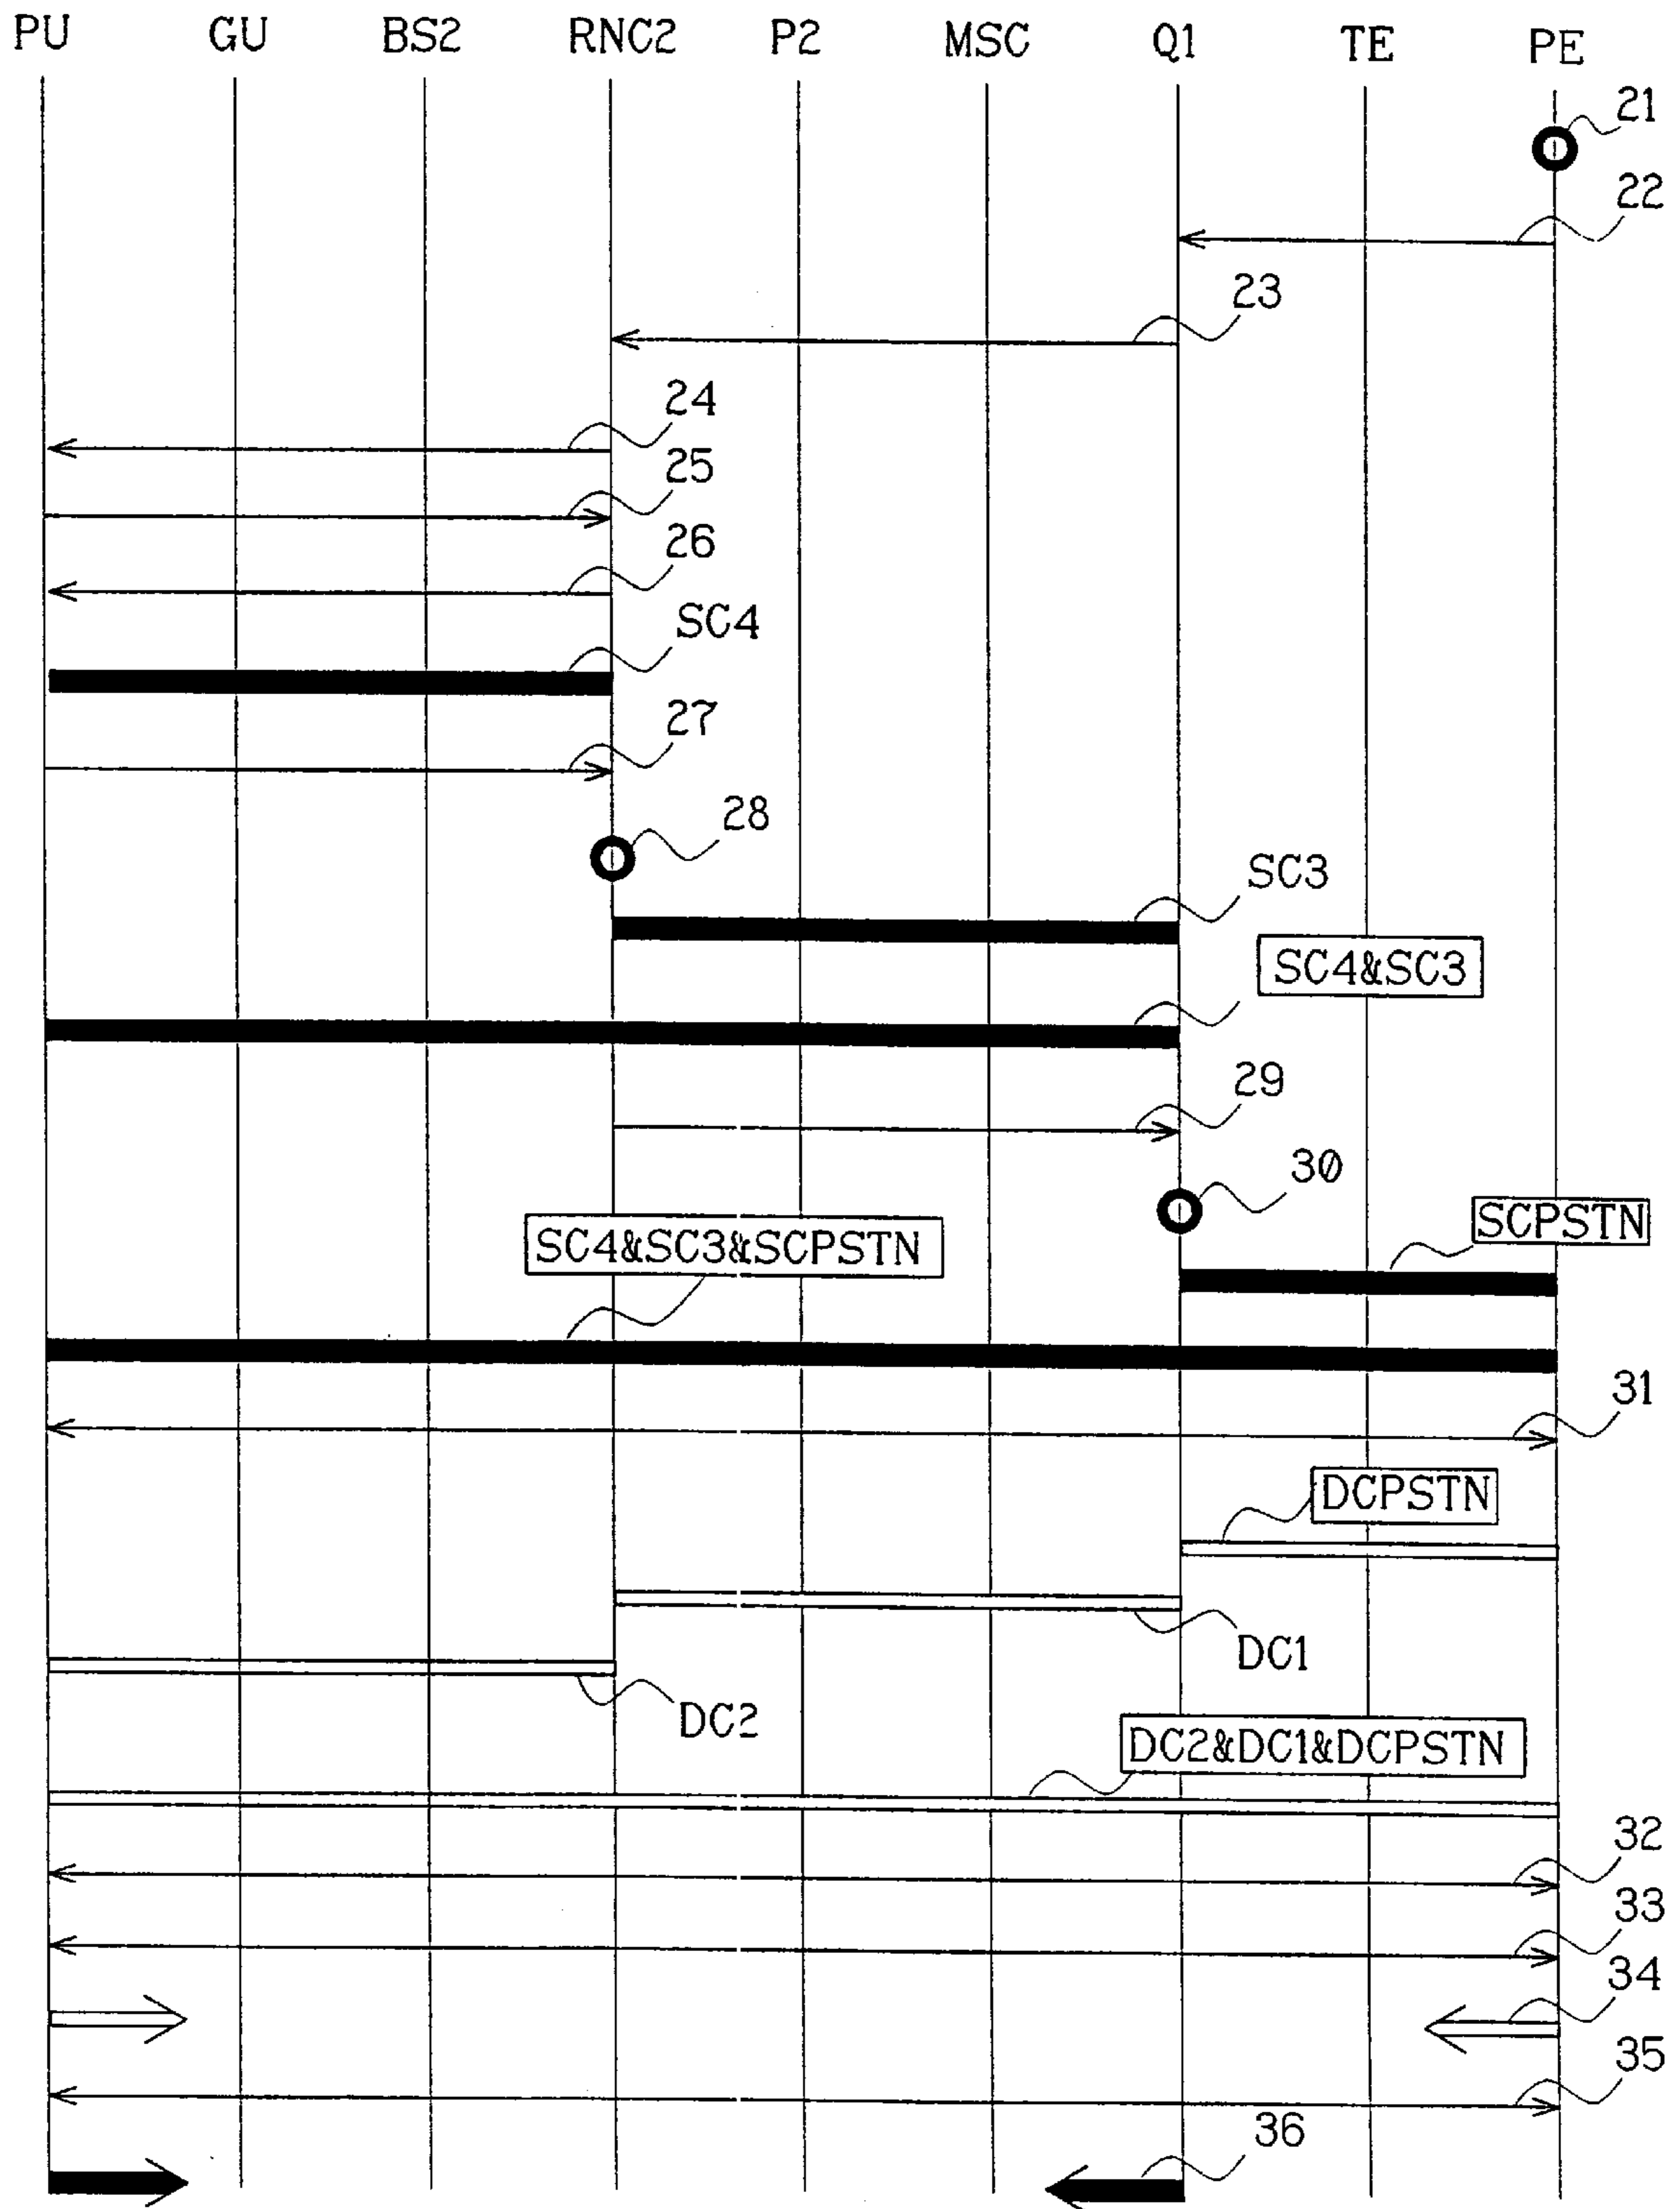 PU GU BS2 RNC2 P2 MSC Q1 TE PE
21
22
23
24
25
26
SC4
27
28
SC3
SC4&SC3
29
30
SCPSTN
SC4&SC3&SCPSTN
31
DCPSTN
DC1
DC2
DC2&DC1&DCPSTN
32
33
34
35
36